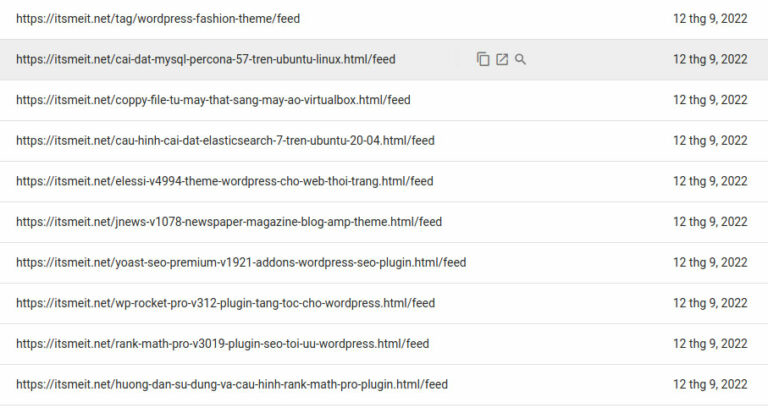 https://itsmeit.net/tag/wordpress-fashion-theme/feed 12 thg 9, 2022
https://itsmeit.net/cai-dat-mysql-percona-57-tren-ubuntu-linux.html/feed 12 thg 9, 2022
https://itsmeit.net/coppy-file-tu-may-that-sang-may-ao-virtualbox.html/feed 12 thg 9, 2022
https://itsmeit.net/cau-hinh-cai-dat-elasticsearch-7-tren-ubuntu-20-04.html/feed 12 thg 9, 2022
https://itsmeit.net/elessi-v4994-theme-wordpress-cho-web-thoi-trang.html/feed 12 thg 9, 2022
https://itsmeit.net/jnews-v1078-newspaper-magazine-blog-amp-theme.html/feed 12 thg 9, 2022
https://itsmeit.net/yoast-seo-premium-v1921-addons-wordpress-seo-plugin.html/feed 12 thg 9, 2022
https://itsmeit.net/wp-rocket-pro-v312-plugin-tang-toc-cho-wordpress.html/feed 12 thg 9, 2022
https://itsmeit.net/rank-math-pro-v3019-plugin-seo-toi-uu-wordpress.html/feed 12 thg 9, 2022
https://itsmeit.net/huong-dan-su-dung-va-cau-hinh-rank-math-pro-plugin.html/feed 12 thg 9, 2022